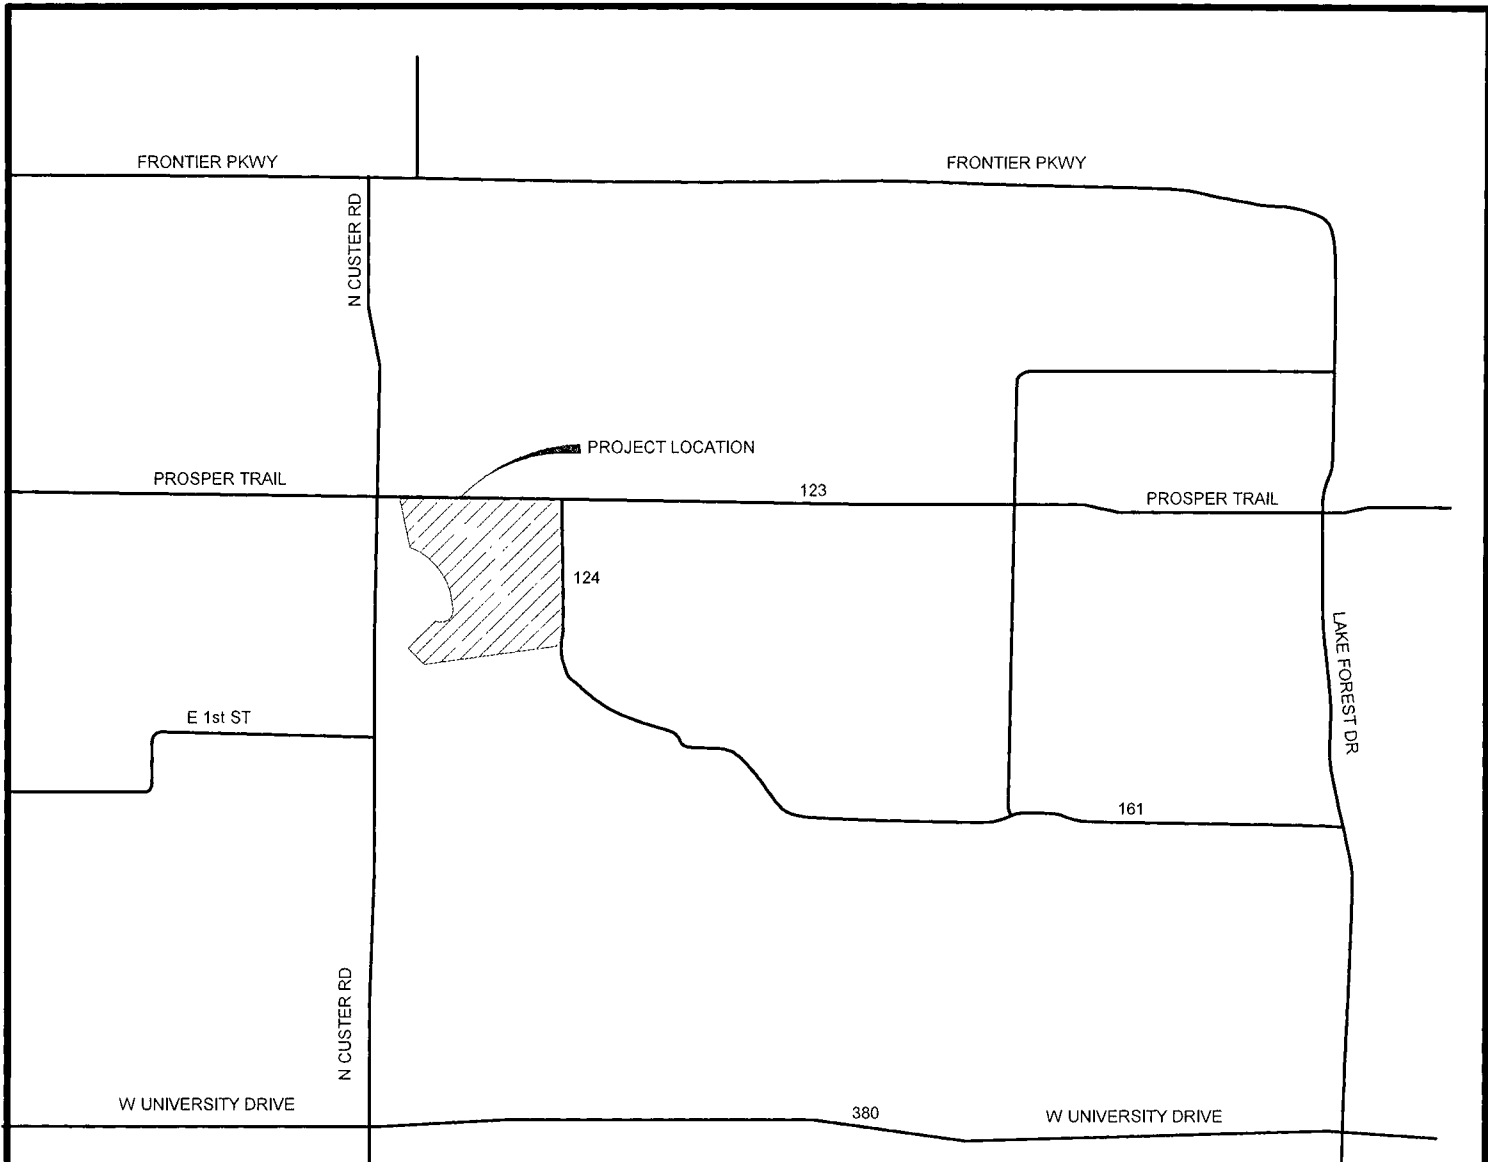 FRONTIER PKWY
FRONTIER PKWY
N CUSTER RD
PROJECT LOCATION
PROSPER TRAIL
123
PROSPER TRAIL
124
LAKE FOREST DR
E 1st ST
161
N CUSTER RD
W UNIVERSITY DRIVE
380
W UNIVERSITY DRIVE